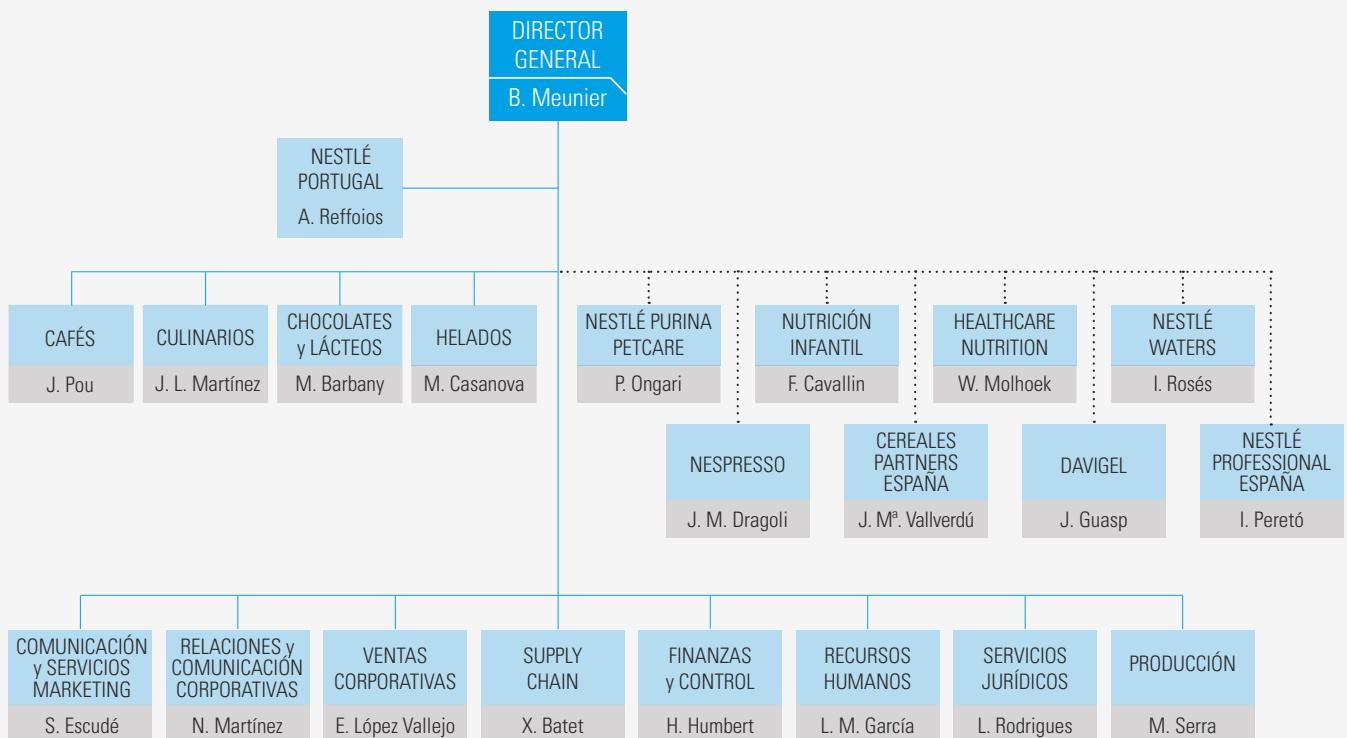 DIRECTOR
GENERAL
B. Meunier
NESTLÉ
PORTUGAL
A. Reffoios
CAFÉS
J. Pou
CULINARIOS
J. L. Martínez
CHOCOLATES
y LÁCTEOS
M. Barbany
HELADOS
M. Casanova
NESTLÉ PURINA
PETCARE
P. Ongari
NUTRICIÓN
INFANTIL
F. Cavallin
HEALTHCARE
NUTRITION
W. Molhoek
NESTLÉ
WATERS
I. Rosés
NESPRESSO
J. M. Dragoli
CEREALES
PARTNERS
ESPAÑA
J. Mª. Vallverdú
DAVIGEL
J. Guasp
NESTLÉ
PROFESSIONAL
ESPAÑA
I. Peretó
COMUNICACIÓN
y SERVICIOS
MARKETING
S. Escudé
RELACIONES y
COMUNICACIÓN
CORPORATIVAS
N. Martínez
VENTAS
CORPORATIVAS
E. López Vallejo
SUPPLY
CHAIN
X. Batet
FINANZAS
y CONTROL
H. Humbert
RECURSOS
HUMANOS
L. M. García
SERVICIOS
JURÍDICOS
L. Rodrigues
PRODUCCIÓN
M. Serra